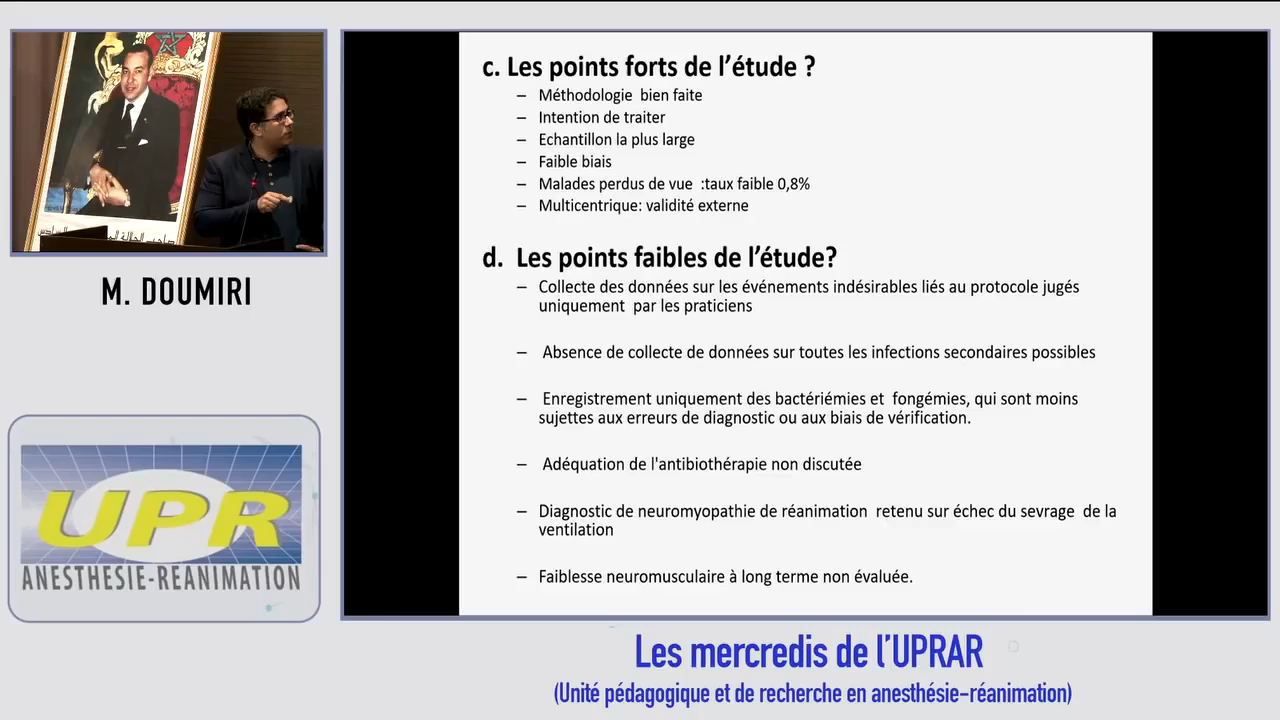 c. Les points forts de l'étude ?
– Méthodologie bien faite
– Intention de traiter
– Echantillon la plus large
– Faible biais
– Malades perdus de vue :taux faible 0,8%
– Multicentrique: validité externe
d. Les points faibles de l'étude?
– Collecte des données sur les événements indésirables liés au protocole jugés
uniquement par les praticiens
– Absence de collecte de données sur toutes les infections secondaires possibles
– Enregistrement uniquement des bactériémies et fongémies, qui sont moins
sujettes aux erreurs de diagnostic ou aux biais de vérification.
– Adéquation de l'antibiothérapie non discutée
– Diagnostic de neuromyopathie de réanimation retenu sur échec du sevrage de la
ventilation
– Faiblesse neuromusculaire à long terme non évaluée.
M. DOUMIRI
UPR
ANESTHESIE-REANIMATION
Les mercredis de l'UPRAR
(Unité pédagogique et de recherche en anesthésie-réanimation)